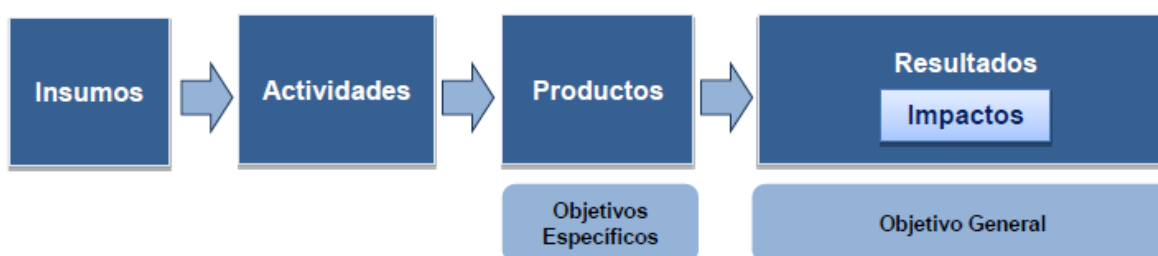 Insumos
Actividades
Productos
Resultados
Impactos
Objetivos
Específicos
Objetivo General